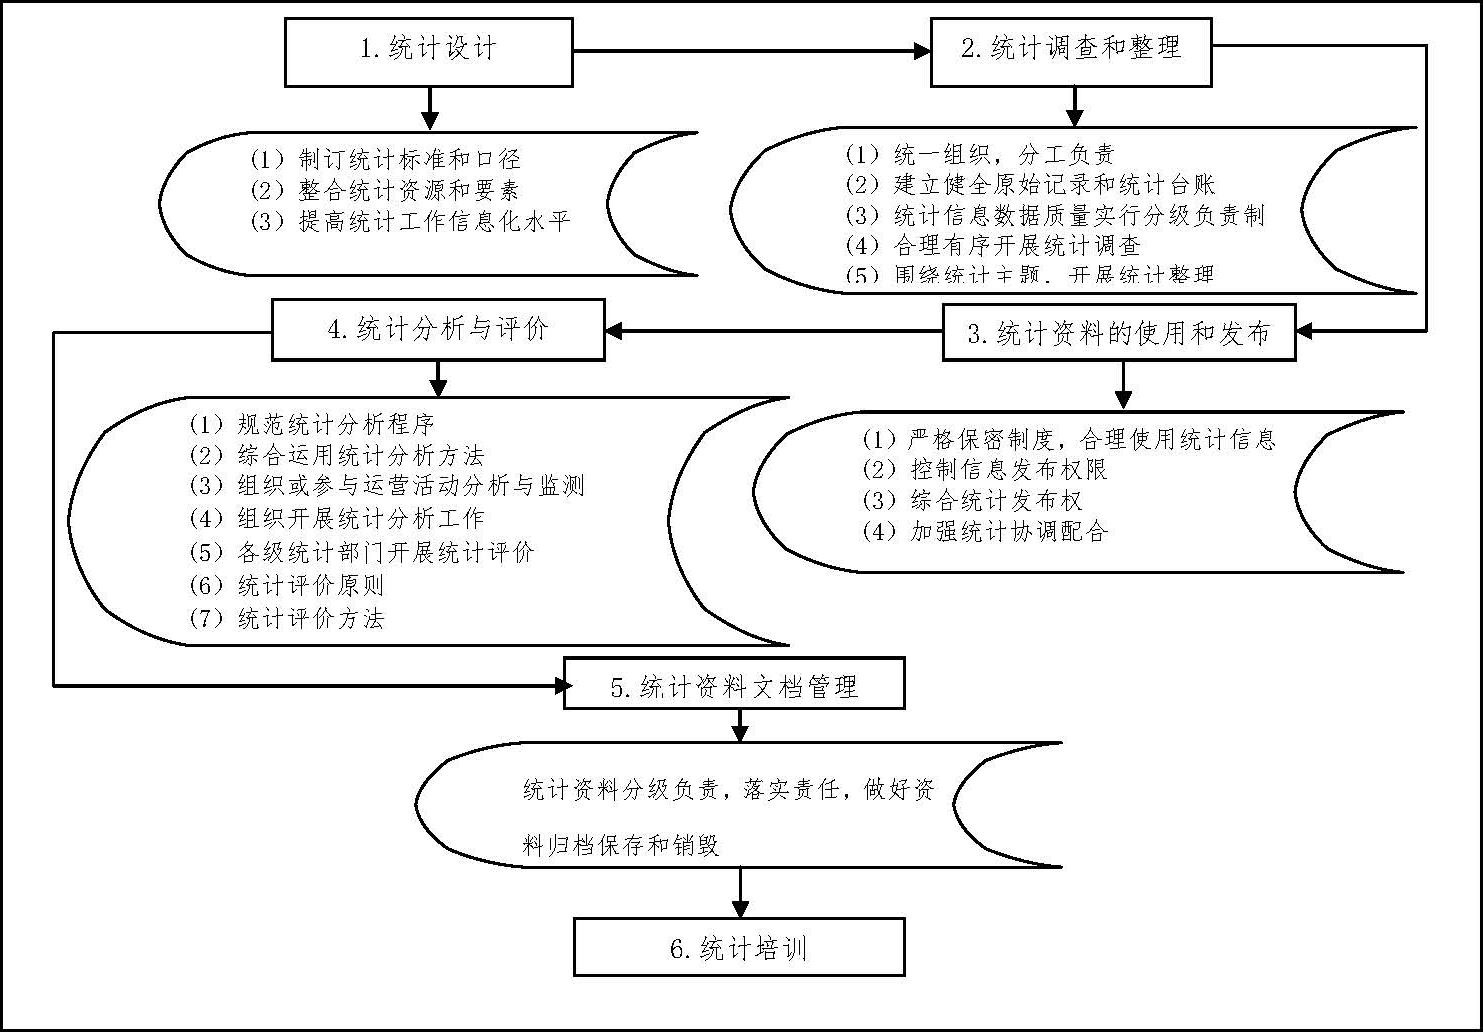 1.统计设计
(1) 制订统计标准和口径
(2) 整合统计资源和要素
(3) 提高统计工作信息化水平
2.统计调查和整理
(1) 统一组织，分工负责
(2) 建立健全原始记录和统计台账
(3) 统计信息数据质量实行分级负责制
(4) 合理有序开展统计调查
(5) 围绕统计主题，开展统计整理
3.统计资料的使用和发布
(1) 严格保密制度，合理使用统计信息
(2) 控制信息发布权限
(3) 综合统计发布权
(4) 加强统计协调配合
4.统计分析与评价
(1) 规范统计分析程序
(2) 综合运用统计分析方法
(3) 组织或参与运营活动分析与监测
(4) 组织开展统计分析工作
(5) 各级统计部门开展统计评价
(6) 统计评价原则
(7) 统计评价方法
5.统计资料文档管理
统计资料分级负责，落实责任，做好资
料归档保存和销毁
6.统计培训